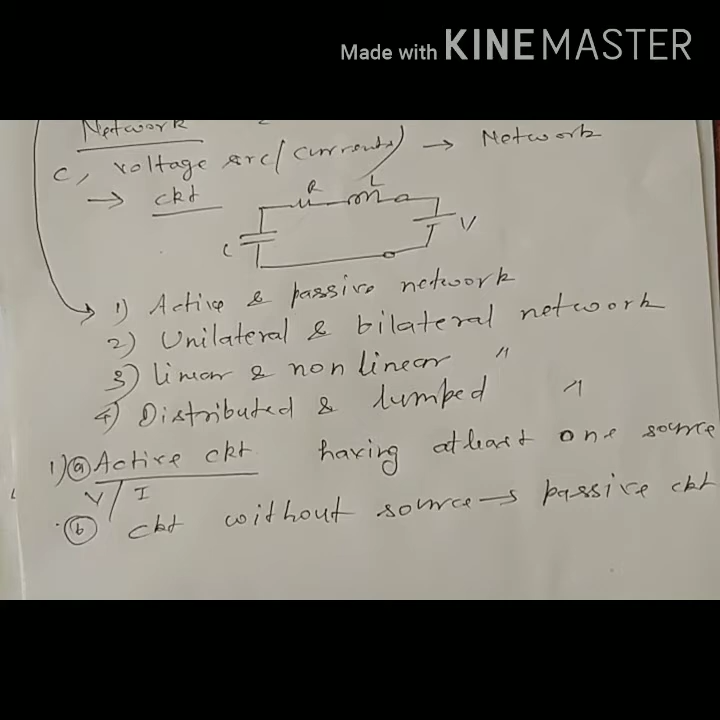 Made with KINEMASTER
Network
C, voltage src/(currents) → Network
→ ckt
R L
C V
1) Active & passive network
2) Unilateral & bilateral network
3) linear & non linear "
4) Distributed & lumbed "
1) a Active ckt having atleast one source
V/I
b ckt without source → passive ckt